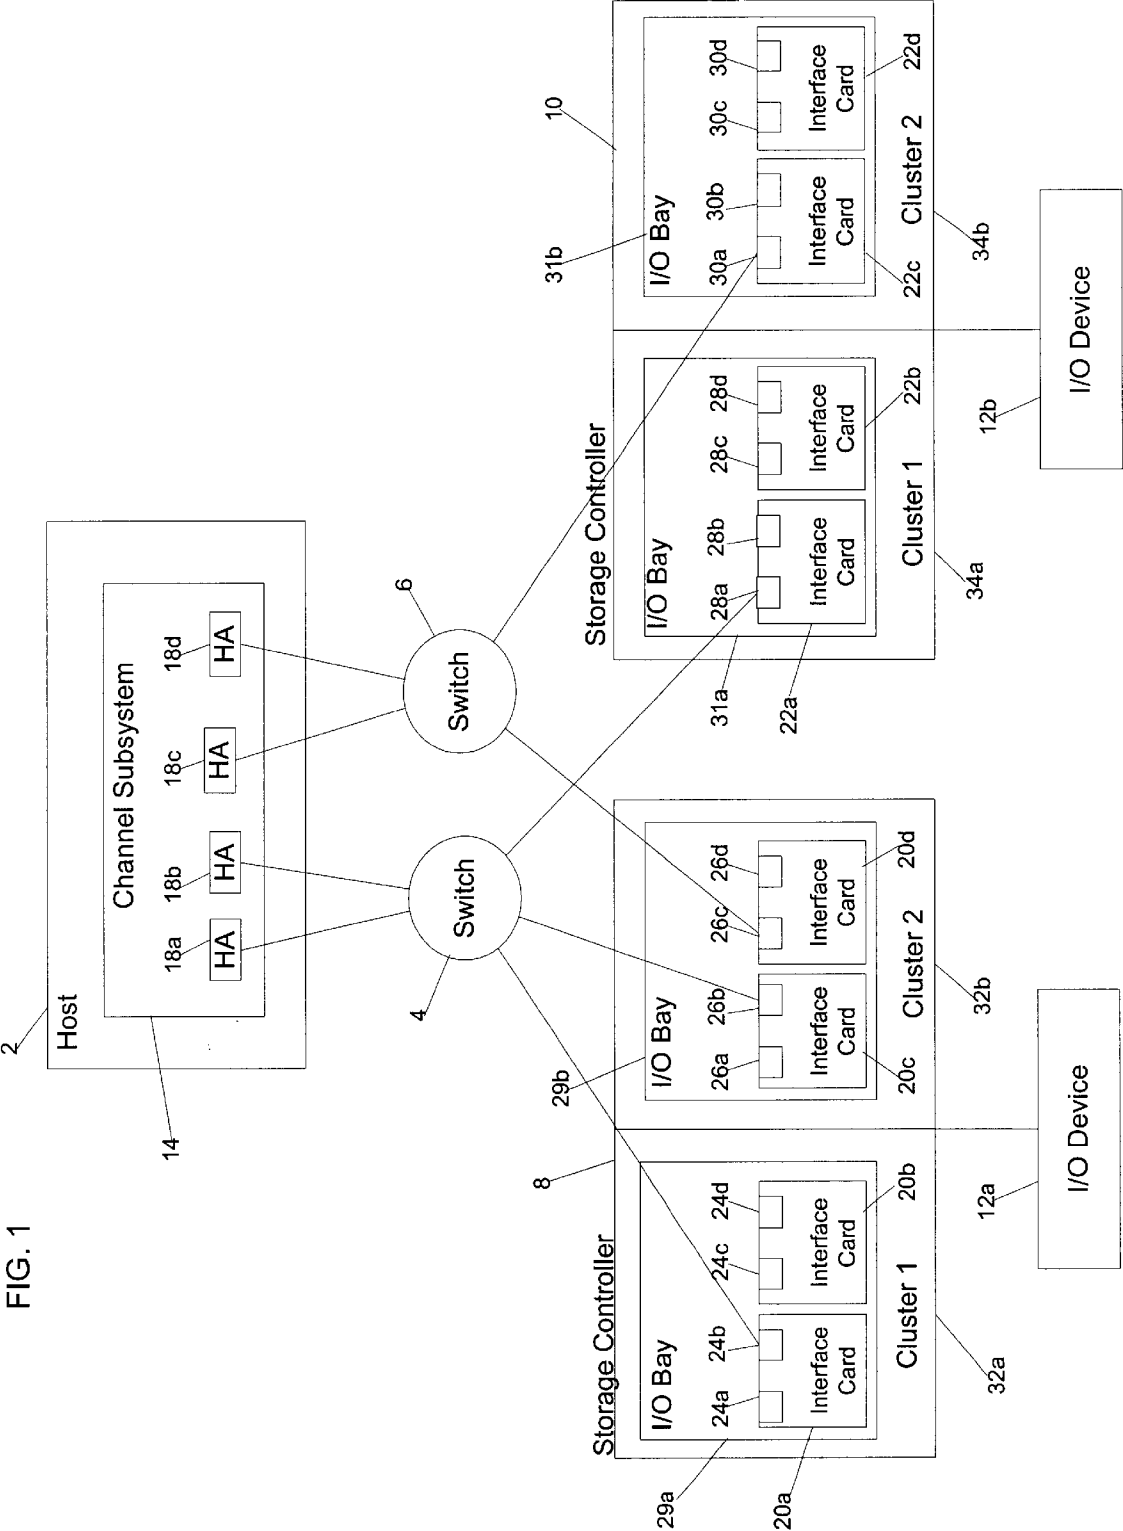 FIG. 1
2
Host
14
Channel Subsystem
18a
18b
18c
18d
HA
HA
HA
HA
4
Switch
6
Switch
Storage Controller
8
29a
I/O Bay
24a
24b
24c
24d
Interface
Card
Interface
Card
20a
20b
Cluster 1
32a
29b
I/O Bay
26a
26b
26c
26d
Interface
Card
Interface
Card
20c
20d
Cluster 2
32b
12a
I/O Device
Storage Controller
10
31a
I/O Bay
28a
28b
28c
28d
Interface
Card
Interface
Card
22a
22b
Cluster 1
34a
31b
I/O Bay
30a
30b
30c
30d
Interface
Card
Interface
Card
22c
22d
Cluster 2
34b
12b
I/O Device